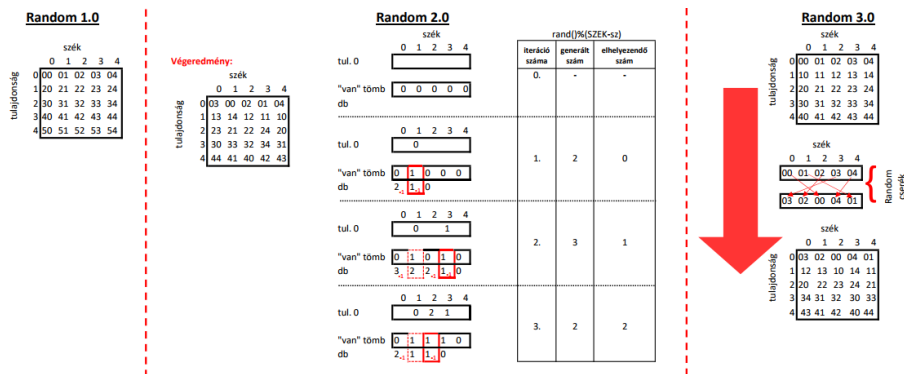 Random 1.0
szék
0 1 2 3 4
tulajdonság
0 00 01 02 03 04
1 20 21 22 23 24
2 30 31 32 33 34
3 40 41 42 43 44
4 50 51 52 53 54
Végeredmény:
szék
0 1 2 3 4
tulajdonság
0 03 00 02 01 04
1 13 14 12 11 10
2 23 21 22 24 20
3 30 33 32 34 31
4 44 41 40 42 43
Random 2.0
szék
0 1 2 3 4
tul. 0
"van" tömb 0 0 0 0 0
db
0 1 2 3 4
tul. 0 0
"van" tömb 0 1 0 0 0
db 2 -1 1 -1 0
0 1 2 3 4
tul. 0 0 1
"van" tömb 0 1 0 1 0
db 3 -1 2 2 -1 1 -1 0
0 1 2 3 4
tul. 0 0 2 1
"van" tömb 0 1 1 1 0
db 2 -1 1 1 -1 0
rand()%(SZEK-sz)
iteráció száma generált szám elhelyezendő szám
0. - -
1. 2 0
2. 3 1
3. 2 2
Random 3.0
szék
0 1 2 3 4
tulajdonság
0 00 01 02 03 04
1 10 11 12 13 14
2 20 21 22 23 24
3 30 31 32 33 34
4 40 41 42 43 44
szék
0 1 2 3 4
00 01 02 03 04
03 02 00 04 01
Random cserék
szék
0 1 2 3 4
tulajdonság
0 03 02 00 04 01
1 12 13 10 14 11
2 20 22 23 24 21
3 34 31 32 30 33
4 43 41 42 40 44